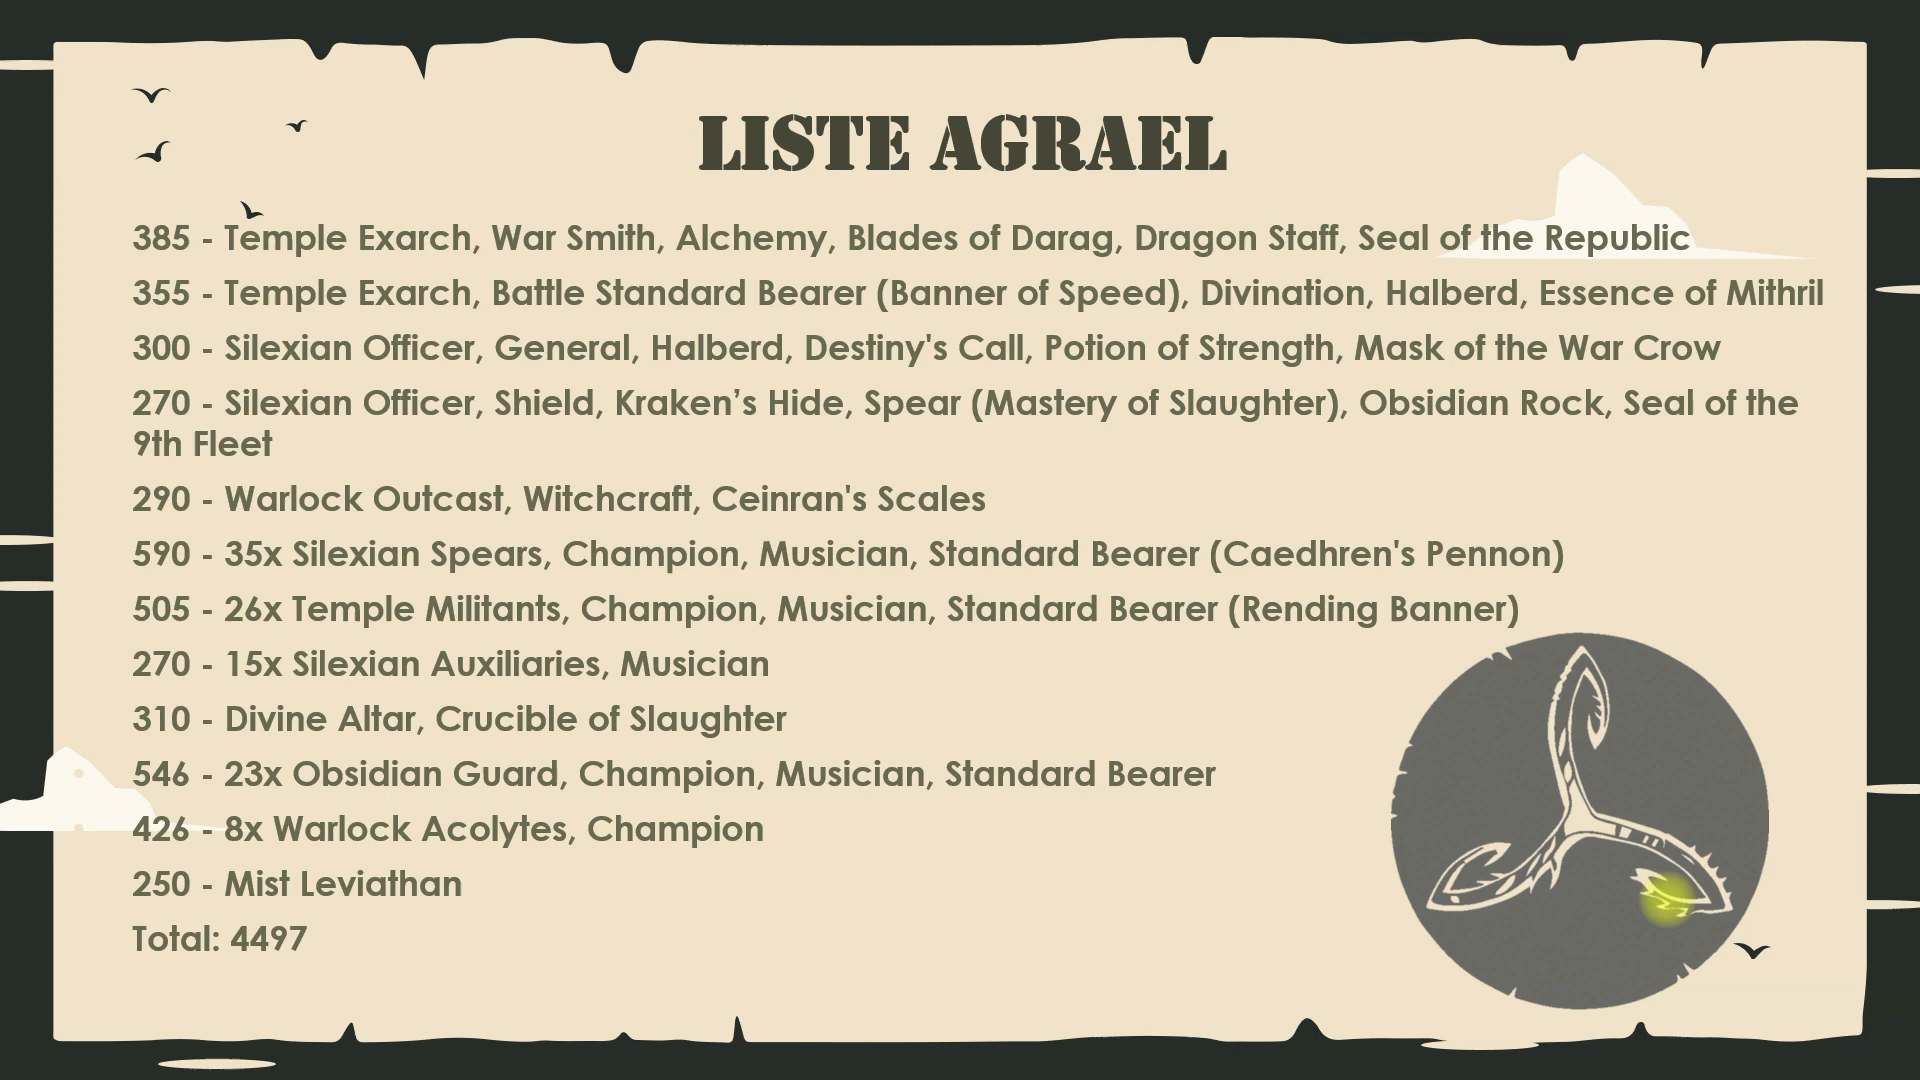 LISTE AGRAEL
385 - Temple Exarch, War Smith, Alchemy, Blades of Darag, Dragon Staff, Seal of the Republic
355 - Temple Exarch, Battle Standard Bearer (Banner of Speed), Divination, Halberd, Essence of Mithril
300 - Silexian Officer, General, Halberd, Destiny's Call, Potion of Strength, Mask of the War Crow
270 - Silexian Officer, Shield, Kraken’s Hide, Spear (Mastery of Slaughter), Obsidian Rock, Seal of the
9th Fleet
290 - Warlock Outcast, Witchcraft, Ceinran's Scales
590 - 35x Silexian Spears, Champion, Musician, Standard Bearer (Caedhren's Pennon)
505 - 26x Temple Militants, Champion, Musician, Standard Bearer (Rending Banner)
270 - 15x Silexian Auxiliaries, Musician
310 - Divine Altar, Crucible of Slaughter
546 - 23x Obsidian Guard, Champion, Musician, Standard Bearer
426 - 8x Warlock Acolytes, Champion
250 - Mist Leviathan
Total: 4497